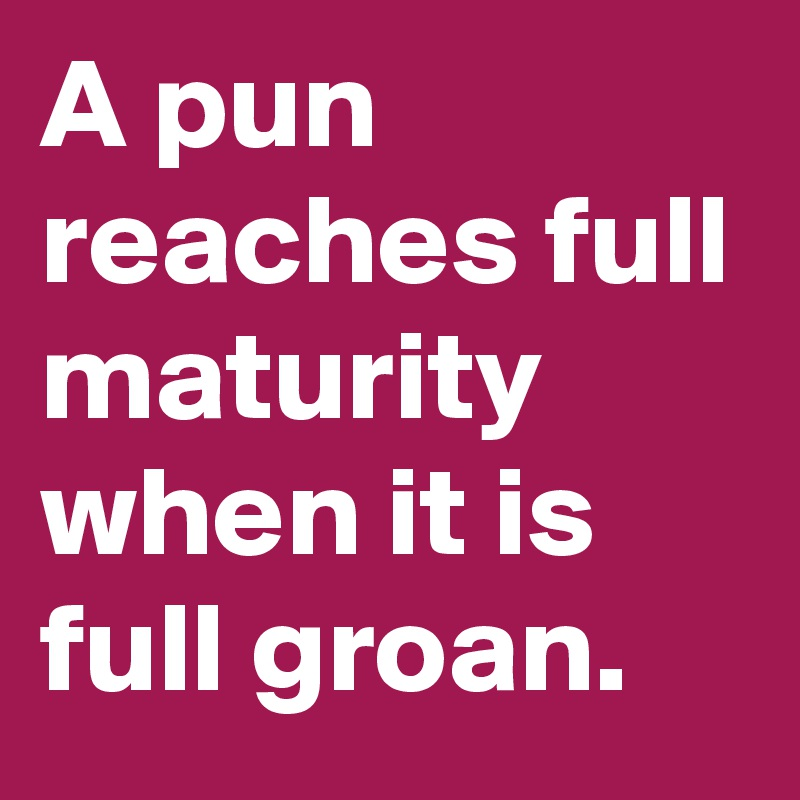 A pun
reaches full
maturity
when it is
full groan.